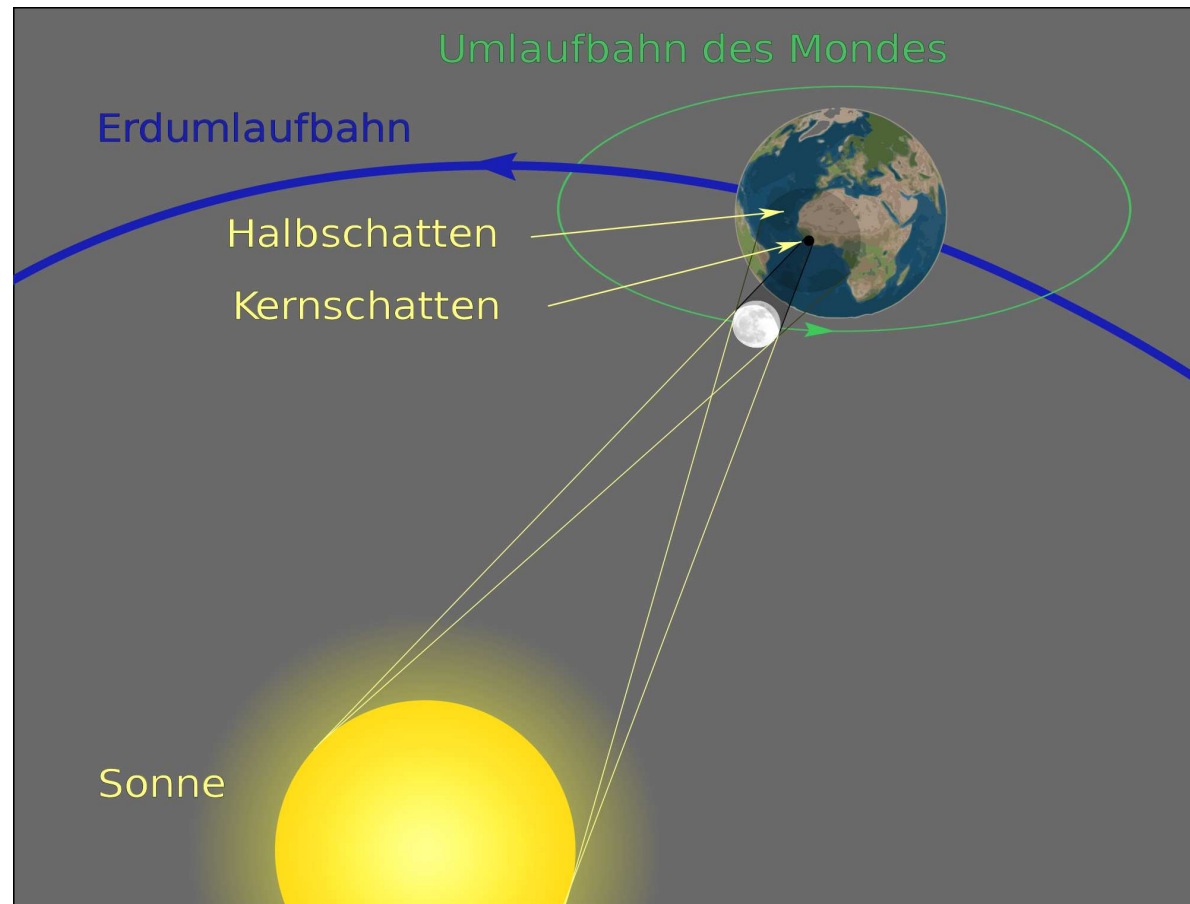 Umlaufbahn des Mondes
Erdumlaufbahn
Halbschatten
Kernschatten
Sonne